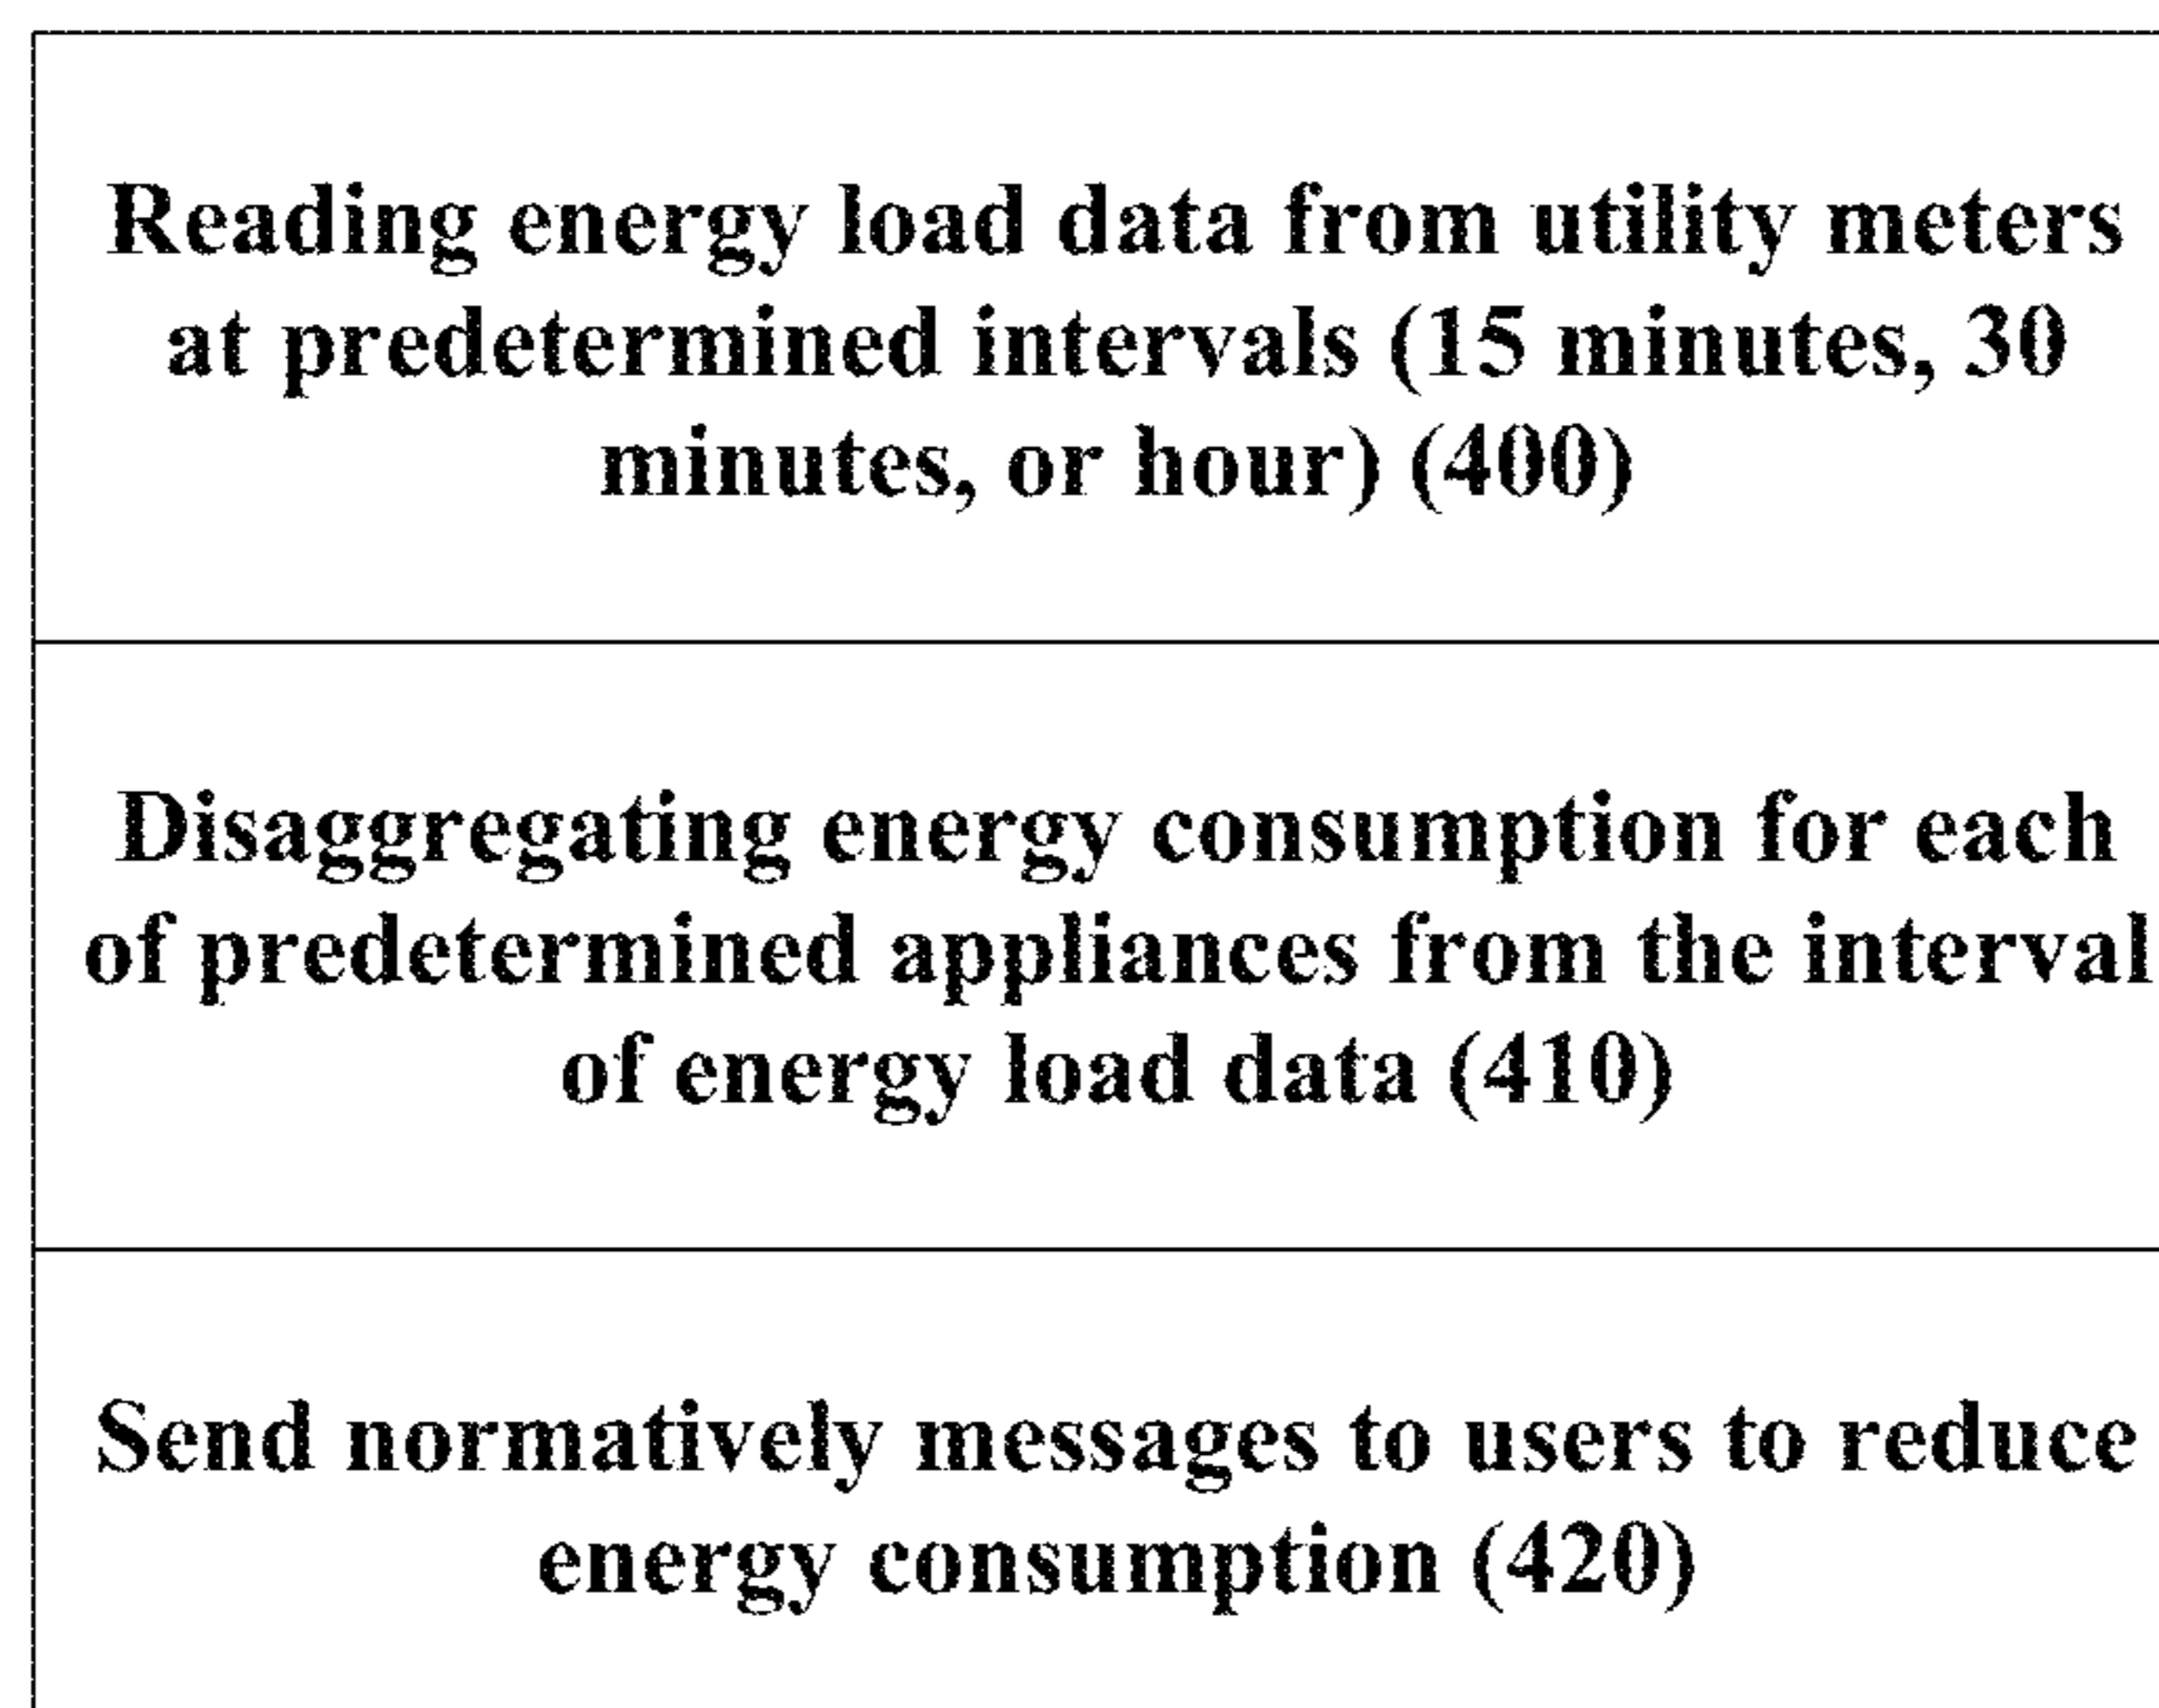 Reading energy load data from utility meters
at predetermined intervals (15 minutes, 30
minutes, or hour) (400)
Disaggregating energy consumption for each
of predetermined appliances from the interval
of energy load data (410)
Send normatively messages to users to reduce
energy consumption (420)